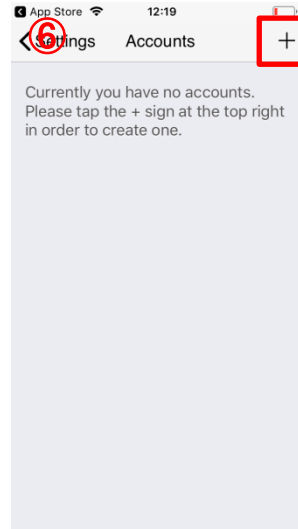 App Store 12:19
⑥
Settings Accounts +
Currently you have no accounts.
Please tap the + sign at the top right
in order to create one.